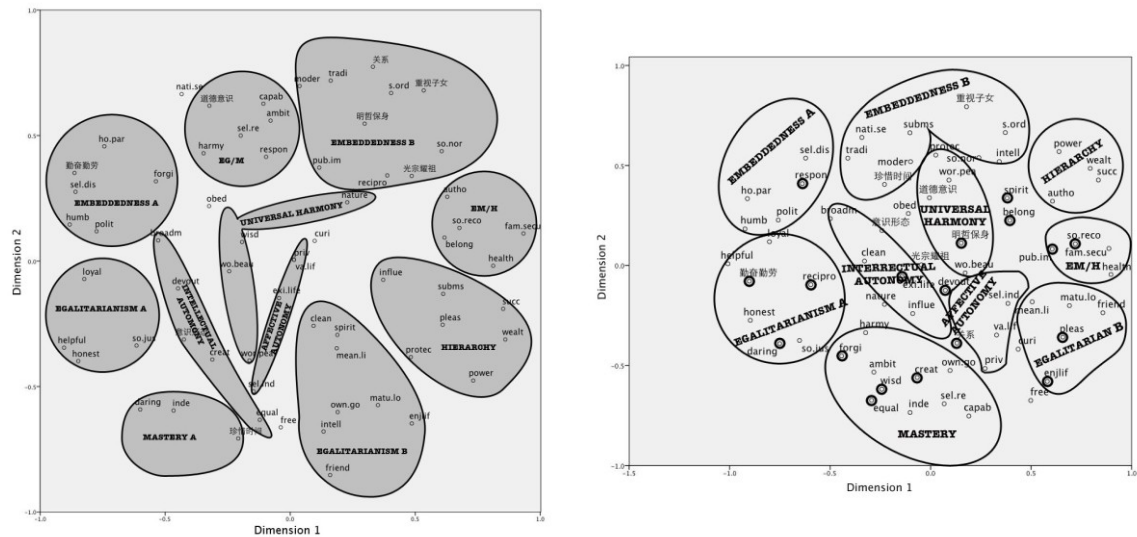 1.0
关系
moder
tradi
重视子女
s.ord
nati.se
道德意识
capab
ambit
明哲保身
0.5
ho.par
sel.re
harmy
respon
EG/M
EMBEDDEDNESS B
so.nor
勤奋勤劳
forgi
sel.dis
pub.im
光宗耀祖
recipro
EMBEDDEDNESS A
nature
autho
EM/H
humb
polit
obed
UNIVERSAL HARMONY
so.reco
fam.secu
broadm
wisd
curi
belong
0.0
priv
va.lif
health
loyal
wo.beau
influe
devout
exi.life
subms
succ
EGALITARIANISM A
INTELLECTUAL
AUTOMOMY
AFFECTIVE
AUTONOMY
clean
spirit
pleas
wealt
helpful
so.jus
honest
creat
wor.pea
mean.li
protec
HIERARCHY
power
-0.5
sel.ind
daring
inde
equal
own.go
matu.lo
free
enjlif
MASTERY A
珍惜时间
intell
EGALITARIANISM B
friend
-1.0
-1.0
-0.5
0.0
0.5
1.0
Dimension 1
Dimension 2
1.0
EMBEDDEDNESS B
重视子女
EMBEDDEDNESS A
nati.se
subms
s.ord
power
HIERARCHY
0.5
sel.dis
tradi
protec
so.nor
intell
wealt
respon
moder
wor.pea
succ
珍惜时间
ho.par
道德意识
spirit
autho
polit
obed
UNIVERSAL
HARMONY
belong
humb
broadm
意识形态
so.reco
loyal
明哲保身
pub.im
fam.secu
helpful
clean
光宗耀祖
EM/H
0.0
勤奋勤劳
recipro
INTERRECTUAL
AUTONOMY
wo.beau
health
exi.life
devout
AFFECTIVE
AUTONOMY
sel.ind
matu.lo
nature
influe
mean.li
friend
honest
EGALITARIANISM A
harmy
va.lif
pleas
EGALITARIAN B
daring
so.jus
关系
curi
forgi
own.go
priv
-0.5
ambit
creat
enjlif
wisd
sel.re
free
equal
inde
capab
MASTERY
-1.0
-1.5
-1.0
-0.5
0.0
0.5
1.0
Dimension 1
Dimension 2